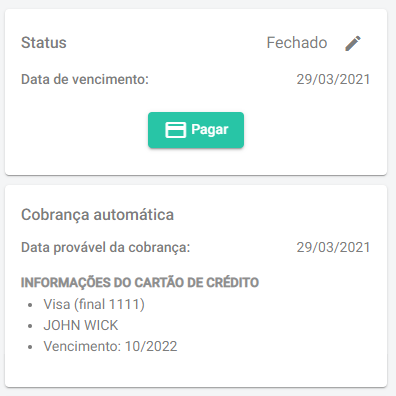 Status Fechado
Data de vencimento: 29/03/2021
Pagar
Cobrança automática
Data provável da cobrança: 29/03/2021
INFORMAÇÕES DO CARTÃO DE CRÉDITO
• Visa (final 1111)
• JOHN WICK
• Vencimento: 10/2022